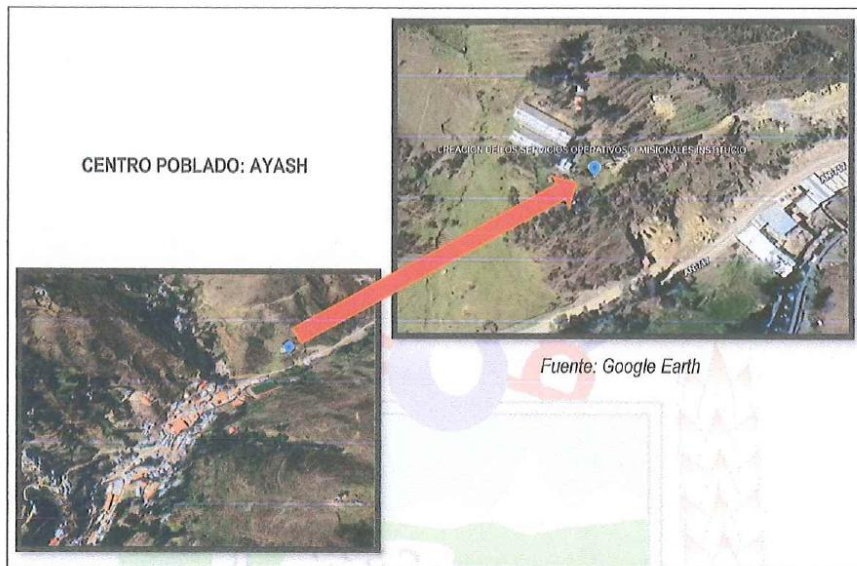 CENTRO POBLADO: AYASH
CREACION DE LOS SERVICIOS OPERATIVOS O MISIONALES INSTITUCIO
Fuente: Google Earth